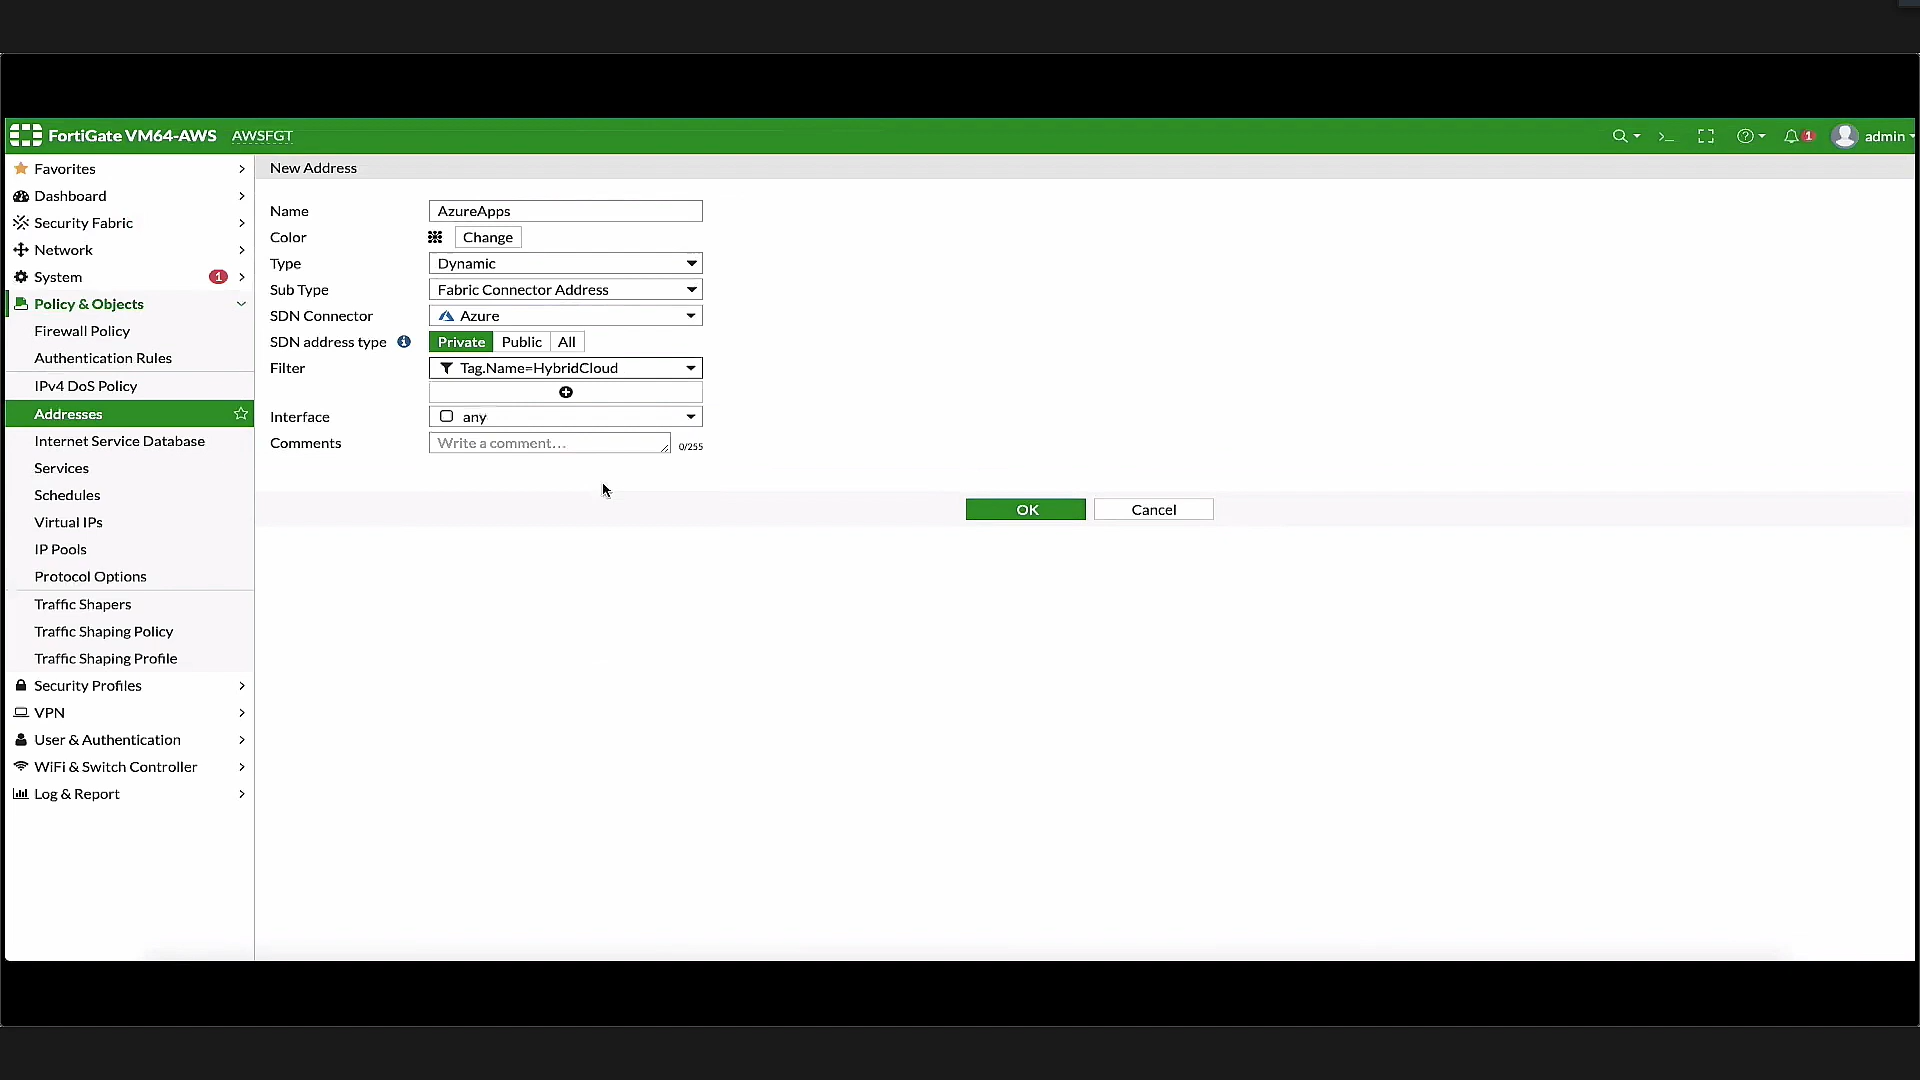 FortiGate VM64-AWS AWSFGT
1 admin
Favorites
Dashboard
Security Fabric
Network
System 1
Policy & Objects
Firewall Policy
Authentication Rules
IPv4 DoS Policy
Addresses
Internet Service Database
Services
Schedules
Virtual IPs
IP Pools
Protocol Options
Traffic Shapers
Traffic Shaping Policy
Traffic Shaping Profile
Security Profiles
VPN
User & Authentication
WiFi & Switch Controller
Log & Report
New Address
Name AzureApps
Color Change
Type Dynamic
Sub Type Fabric Connector Address
SDN Connector Azure
SDN address type Private Public All
Filter Tag.Name=HybridCloud
Interface any
Comments Write a comment... 0/255
OK Cancel